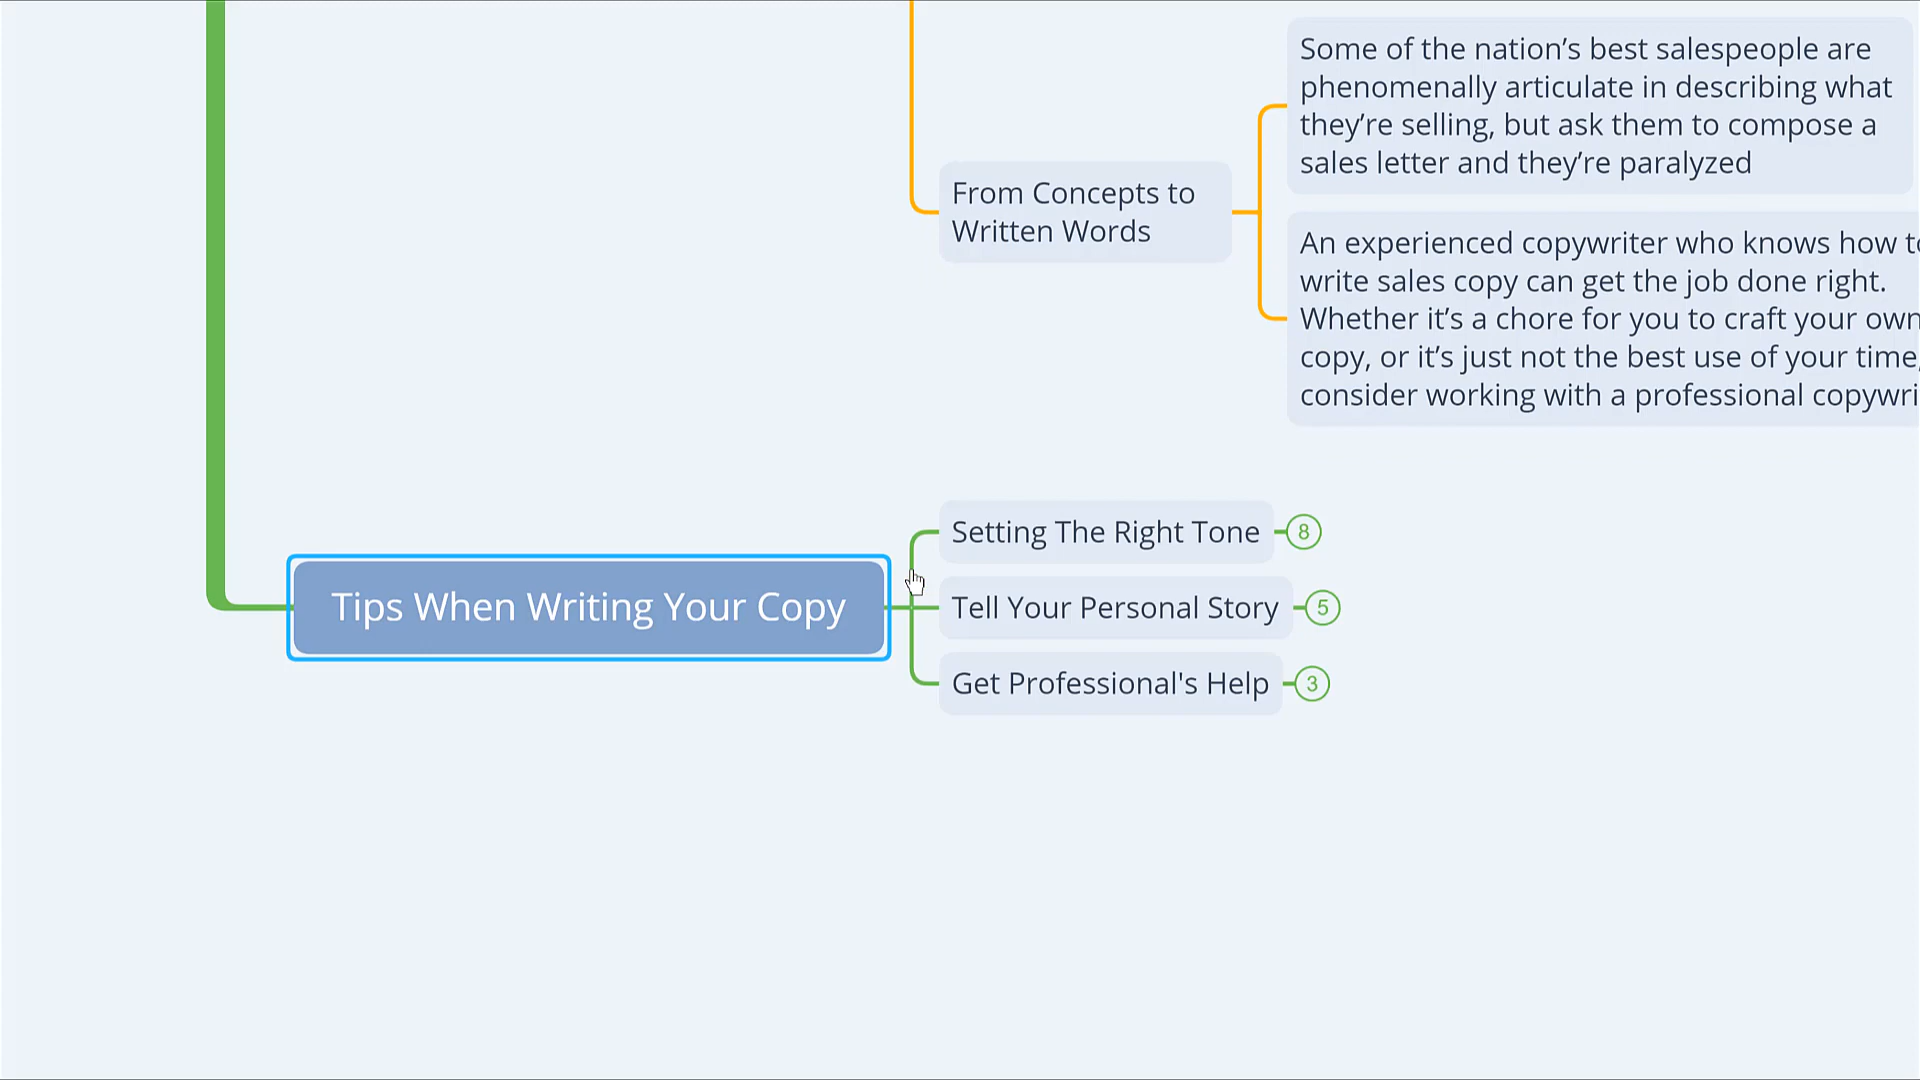 Some of the nation's best salespeople are
phenomenally articulate in describing what
they're selling, but ask them to compose a
sales letter and they're paralyzed
From Concepts to
Written Words
An experienced copywriter who knows how
write sales copy can get the job done right.
Whether it's a chore for you to craft your own
copy, or it's just not the best use of your time,
consider working with a professional
Setting The Right Tone 8
Tips When Writing Your Copy
Tell Your Personal Story 5
Get Professional's Help 3